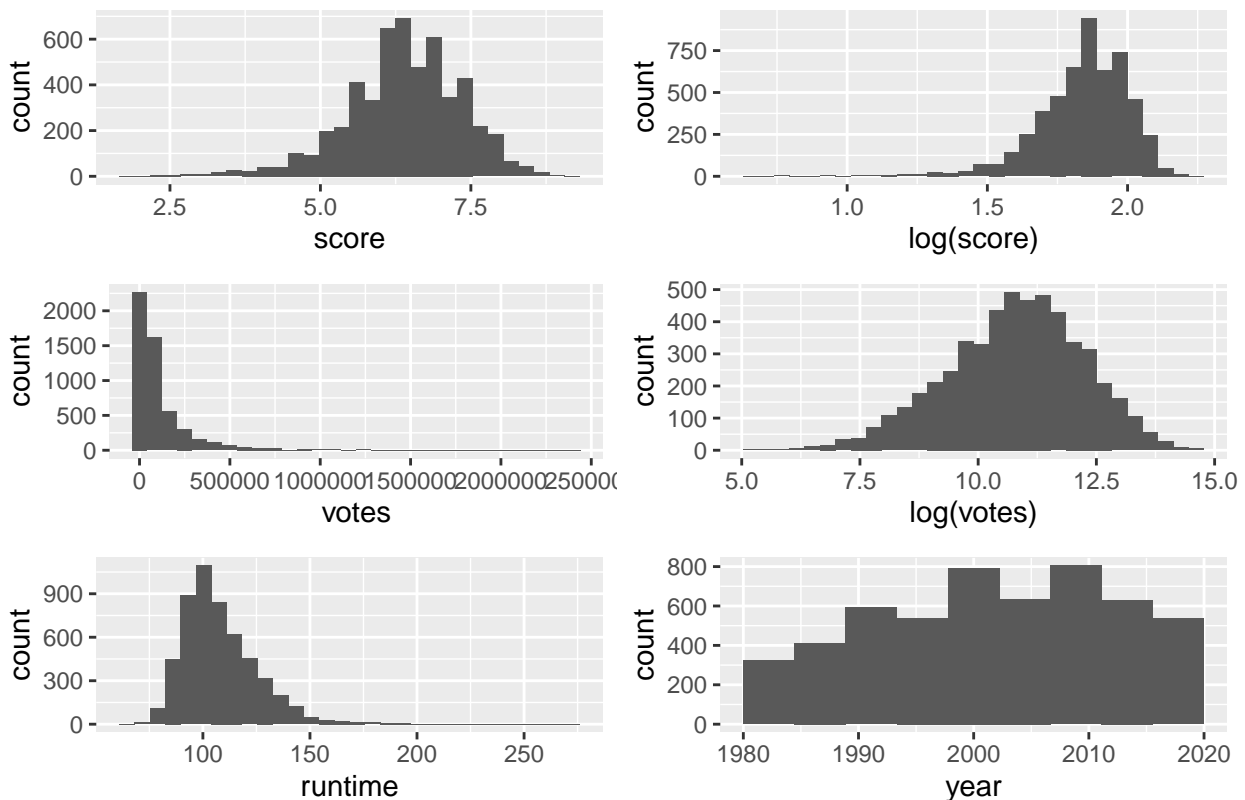 count
600
400
200
0
2.5 5.0 7.5
score
count
750
500
250
0
1.0 1.5 2.0
log(score)
count
2000
1500
1000
500
0
0 500000 1000000 1500000 2000000 250000
votes
count
500
400
300
200
100
0
5.0 7.5 10.0 12.5 15.0
log(votes)
count
900
600
300
0
100 150 200 250
runtime
count
800
600
400
200
0
1980 1990 2000 2010 2020
year